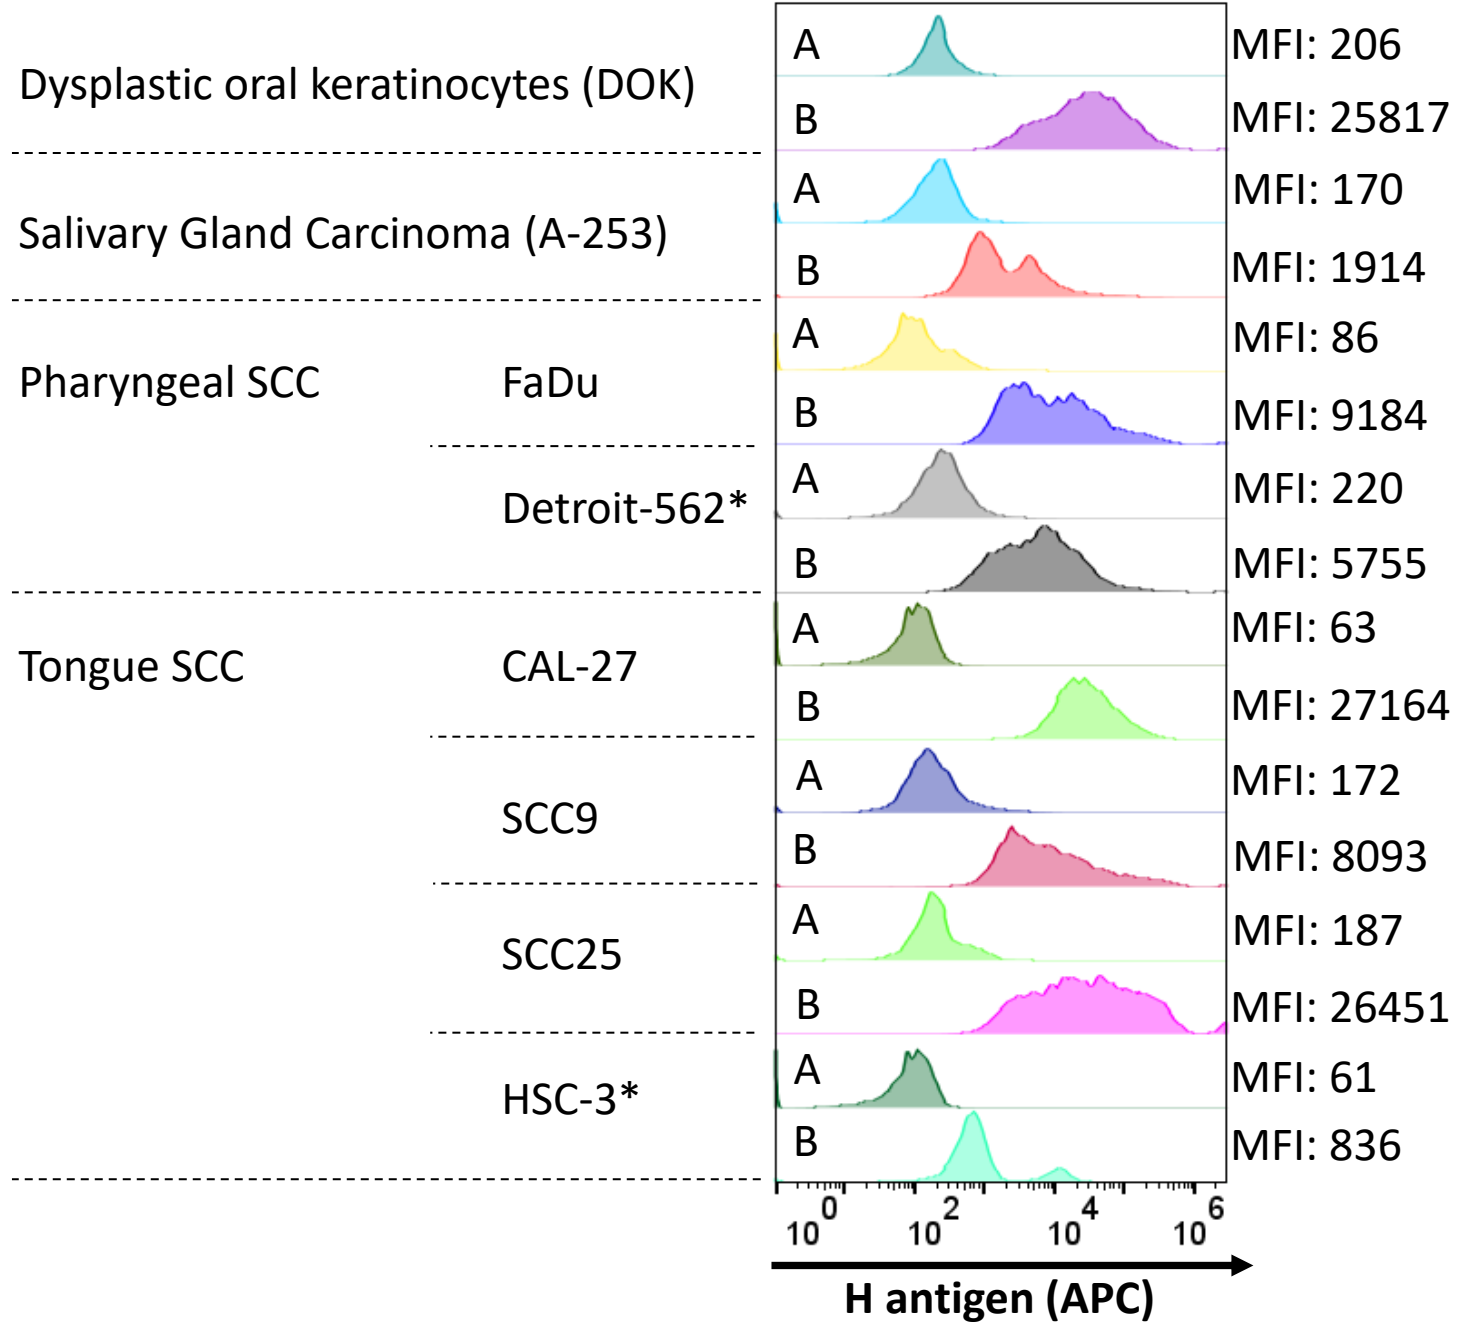 A MFI: 206
Dysplastic oral keratinocytes (DOK)
B MFI: 25817
A MFI: 170
Salivary Gland Carcinoma (A-253)
B MFI: 1914
A MFI: 86
Pharyngeal SCC FaDu
B MFI: 9184
A MFI: 220
Detroit-562*
B MFI: 5755
A MFI: 63
Tongue SCC CAL-27
B MFI: 27164
A MFI: 172
SCC9
B MFI: 8093
A MFI: 187
SCC25
B MFI: 26451
A MFI: 61
HSC-3*
B MFI: 836
10^0 10^2 10^4 10^6
H antigen (APC)